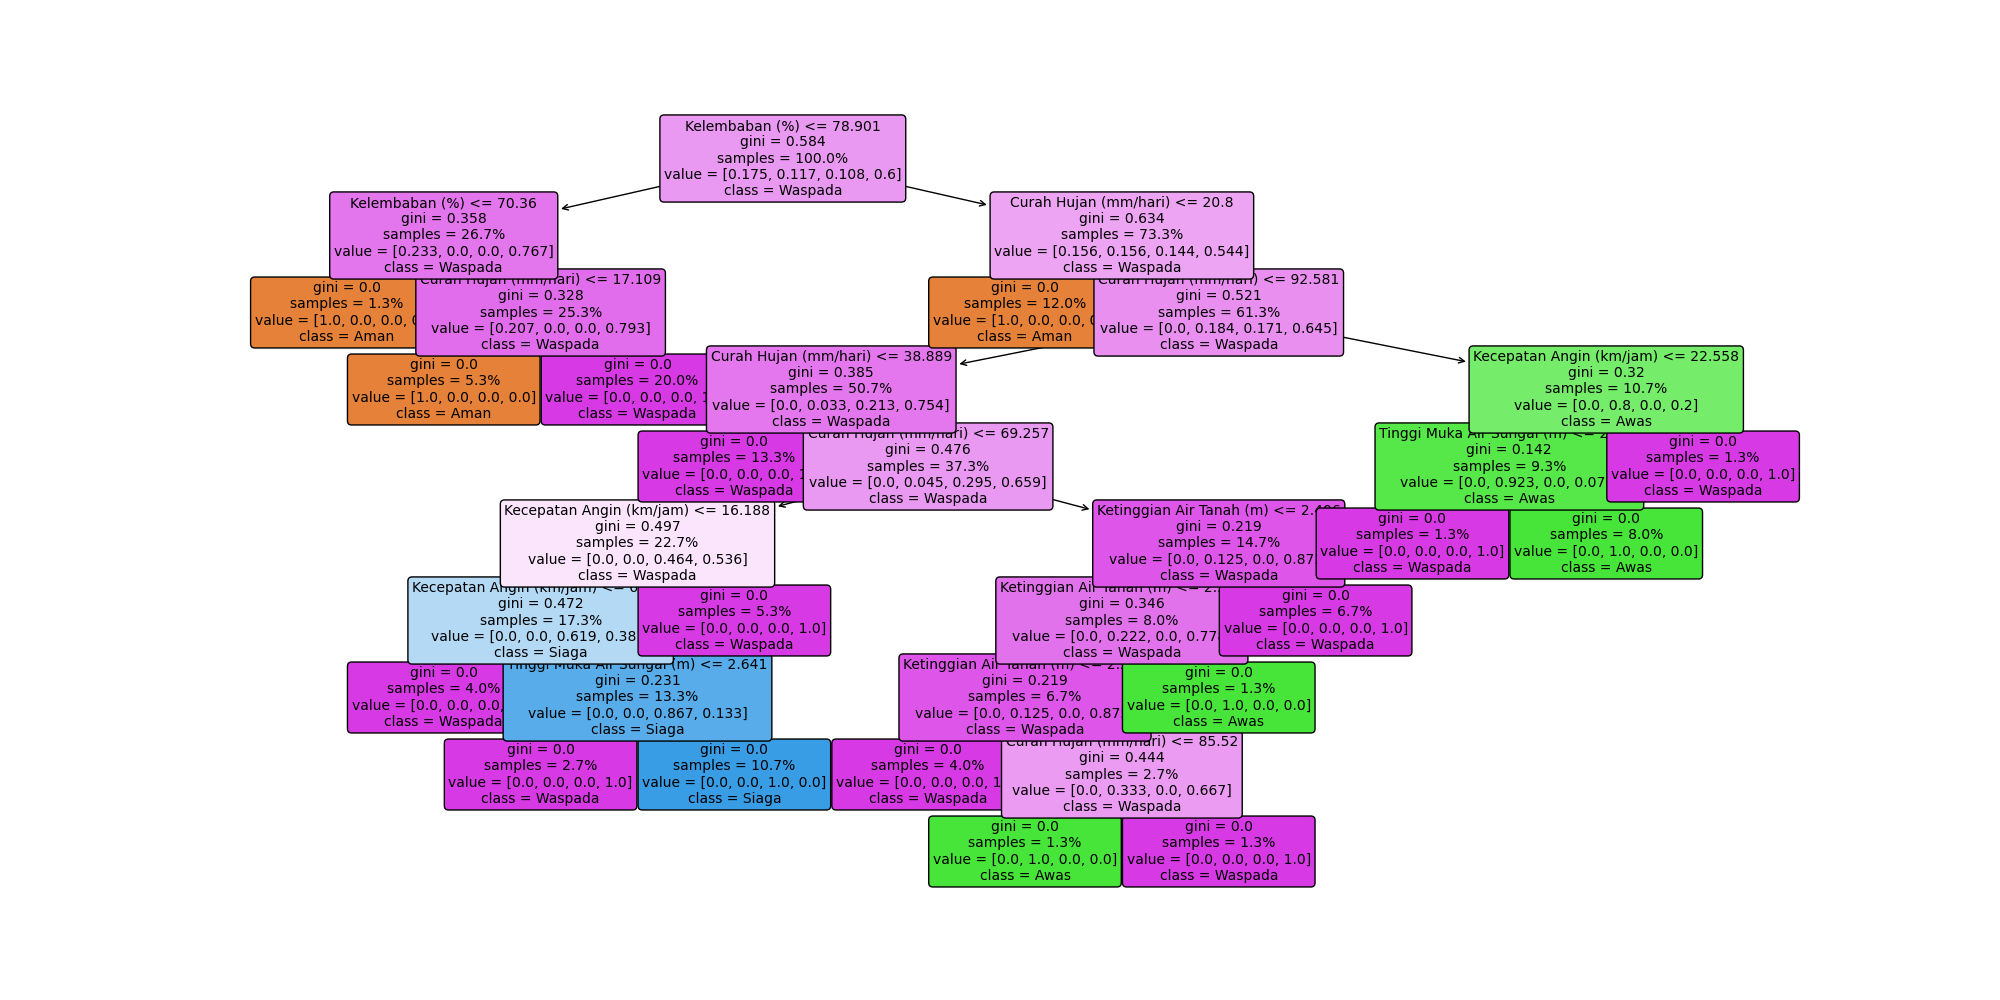 Kelembaban (%) <= 78.901
gini = 0.584
samples = 100.0%
value = [0.175, 0.117, 0.108, 0.6]
class = Waspada
Kelembaban (%) <= 70.36
gini = 0.358
samples = 26.7%
value = [0.233, 0.0, 0.0, 0.767]
class = Waspada
Curah Hujan (mm/hari) <= 20.8
gini = 0.634
samples = 73.3%
value = [0.156, 0.156, 0.144, 0.544]
class = Waspada
gini = 0.0
samples = 1.3%
value = [1.0, 0.0, 0.0,
class = Aman
Curah Hujan (mm/hari) <= 17.109
gini = 0.328
samples = 25.3%
value = [0.207, 0.0, 0.0, 0.793]
class = Waspada
gini = 0.0
samples = 12.0%
value = [1.0, 0.0, 0.0,
class = Aman
Curah Hujan (mm/hari) <= 92.581
gini = 0.521
samples = 61.3%
value = [0.0, 0.184, 0.171, 0.645]
class = Waspada
gini = 0.0
samples = 5.3%
value = [1.0, 0.0, 0.0, 0.0]
class = Aman
gini = 0.0
samples = 20.0%
value = [0.0, 0.0, 0.0,
class = Waspada
Curah Hujan (mm/hari) <= 38.889
gini = 0.385
samples = 50.7%
value = [0.0, 0.033, 0.213, 0.754]
class = Waspada
Kecepatan Angin (km/jam) <= 22.558
gini = 0.32
samples = 10.7%
value = [0.0, 0.8, 0.0, 0.2]
class = Awas
gini = 0.0
samples = 13.3%
value = [0.0, 0.0, 0.0,
class = Waspada
Curah Hujan (mm/hari) <= 69.257
gini = 0.476
samples = 37.3%
value = [0.0, 0.045, 0.295, 0.659]
class = Waspada
Tinggi Muka Air Sungai (m) <=
gini = 0.142
samples = 9.3%
value = [0.0, 0.923, 0.0, 0.07
class = Awas
gini = 0.0
samples = 1.3%
value = [0.0, 0.0, 0.0, 1.0]
class = Waspada
Kecepatan Angin (km/jam) <= 16.188
gini = 0.497
samples = 22.7%
value = [0.0, 0.0, 0.464, 0.536]
class = Waspada
Ketinggian Air Tanah (m) <=
gini = 0.219
samples = 14.7%
value = [0.0, 0.125, 0.0, 0.87
class = Waspada
gini = 0.0
samples = 1.3%
value = [0.0, 0.0, 0.0, 1.0]
class = Waspada
gini = 0.0
samples = 8.0%
value = [0.0, 1.0, 0.0, 0.0]
class = Awas
Kecepatan Angin (km/jam) <=
gini = 0.472
samples = 17.3%
value = [0.0, 0.0, 0.619, 0.38
class = Siaga
gini = 0.0
samples = 5.3%
value = [0.0, 0.0, 0.0, 1.0]
class = Waspada
Ketinggian Air Tanah (m) <=
gini = 0.346
samples = 8.0%
value = [0.0, 0.222, 0.0, 0.77
class = Waspada
gini = 0.0
samples = 6.7%
value = [0.0, 0.0, 0.0, 1.0]
class = Waspada
gini = 0.0
samples = 4.0%
value = [0.0, 0.0, 0.0,
class = Waspada
Tinggi Muka Air Sungai (m) <= 2.641
gini = 0.231
samples = 13.3%
value = [0.0, 0.0, 0.867, 0.133]
class = Siaga
Ketinggian Air Tanah (m) <=
gini = 0.219
samples = 6.7%
value = [0.0, 0.125, 0.0, 0.87
class = Waspada
gini = 0.0
samples = 1.3%
value = [0.0, 1.0, 0.0, 0.0]
class = Awas
gini = 0.0
samples = 2.7%
value = [0.0, 0.0, 0.0, 1.0]
class = Waspada
gini = 0.0
samples = 10.7%
value = [0.0, 0.0, 1.0, 0.0]
class = Siaga
gini = 0.0
samples = 4.0%
value = [0.0, 0.0, 0.0,
class = Waspada
Curah Hujan (mm/hari) <= 85.52
gini = 0.444
samples = 2.7%
value = [0.0, 0.333, 0.0, 0.667]
class = Waspada
gini = 0.0
samples = 1.3%
value = [0.0, 1.0, 0.0, 0.0]
class = Awas
gini = 0.0
samples = 1.3%
value = [0.0, 0.0, 0.0, 1.0]
class = Waspada